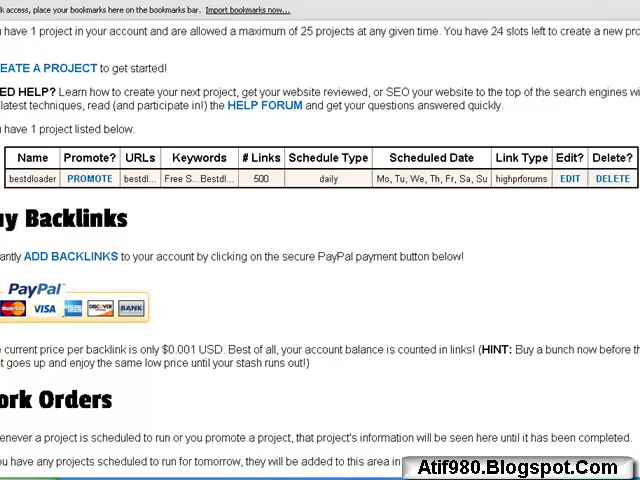 k access, place your bookmarks here on the bookmarks bar. Import bookmarks now...
u have 1 project in your account and are allowed a maximum of 25 projects at any given time. You have 24 slots left to create a new pro
EATE A PROJECT to get started!
ED HELP? Learn how to create your next project, get your website reviewed, or SEO your website to the top of the search engines wi
latest techniques, read (and participate in!) the HELP FORUM and get your questions answered quickly.
u have 1 project listed below.
Name Promote? URLs Keywords # Links Schedule Type Scheduled Date Link Type Edit? Delete?
bestdloader PROMOTE bestdl... Free S...Bestdl... 500 daily Mo, Tu, We, Th, Fr, Sa, Su highprforums EDIT DELETE
uy Backlinks
antly ADD BACKLINKS to your account by clicking on the secure PayPal payment button below!
PayPal
MasterCard VISA AMERICAN EXPRESS DISCOVER BANK
e current price per backlink is only $0.001 USD. Best of all, your account balance is counted in links! (HINT: Buy a bunch now before th
t goes up and enjoy the same low price until your stash runs out!)
ork Orders
enever a project is scheduled to run or you promote a project, that project's information will be seen here until it has been completed.
ou have any projects scheduled to run for tomorrow, they will be added to this area in
Atif980.Blogspot.Com